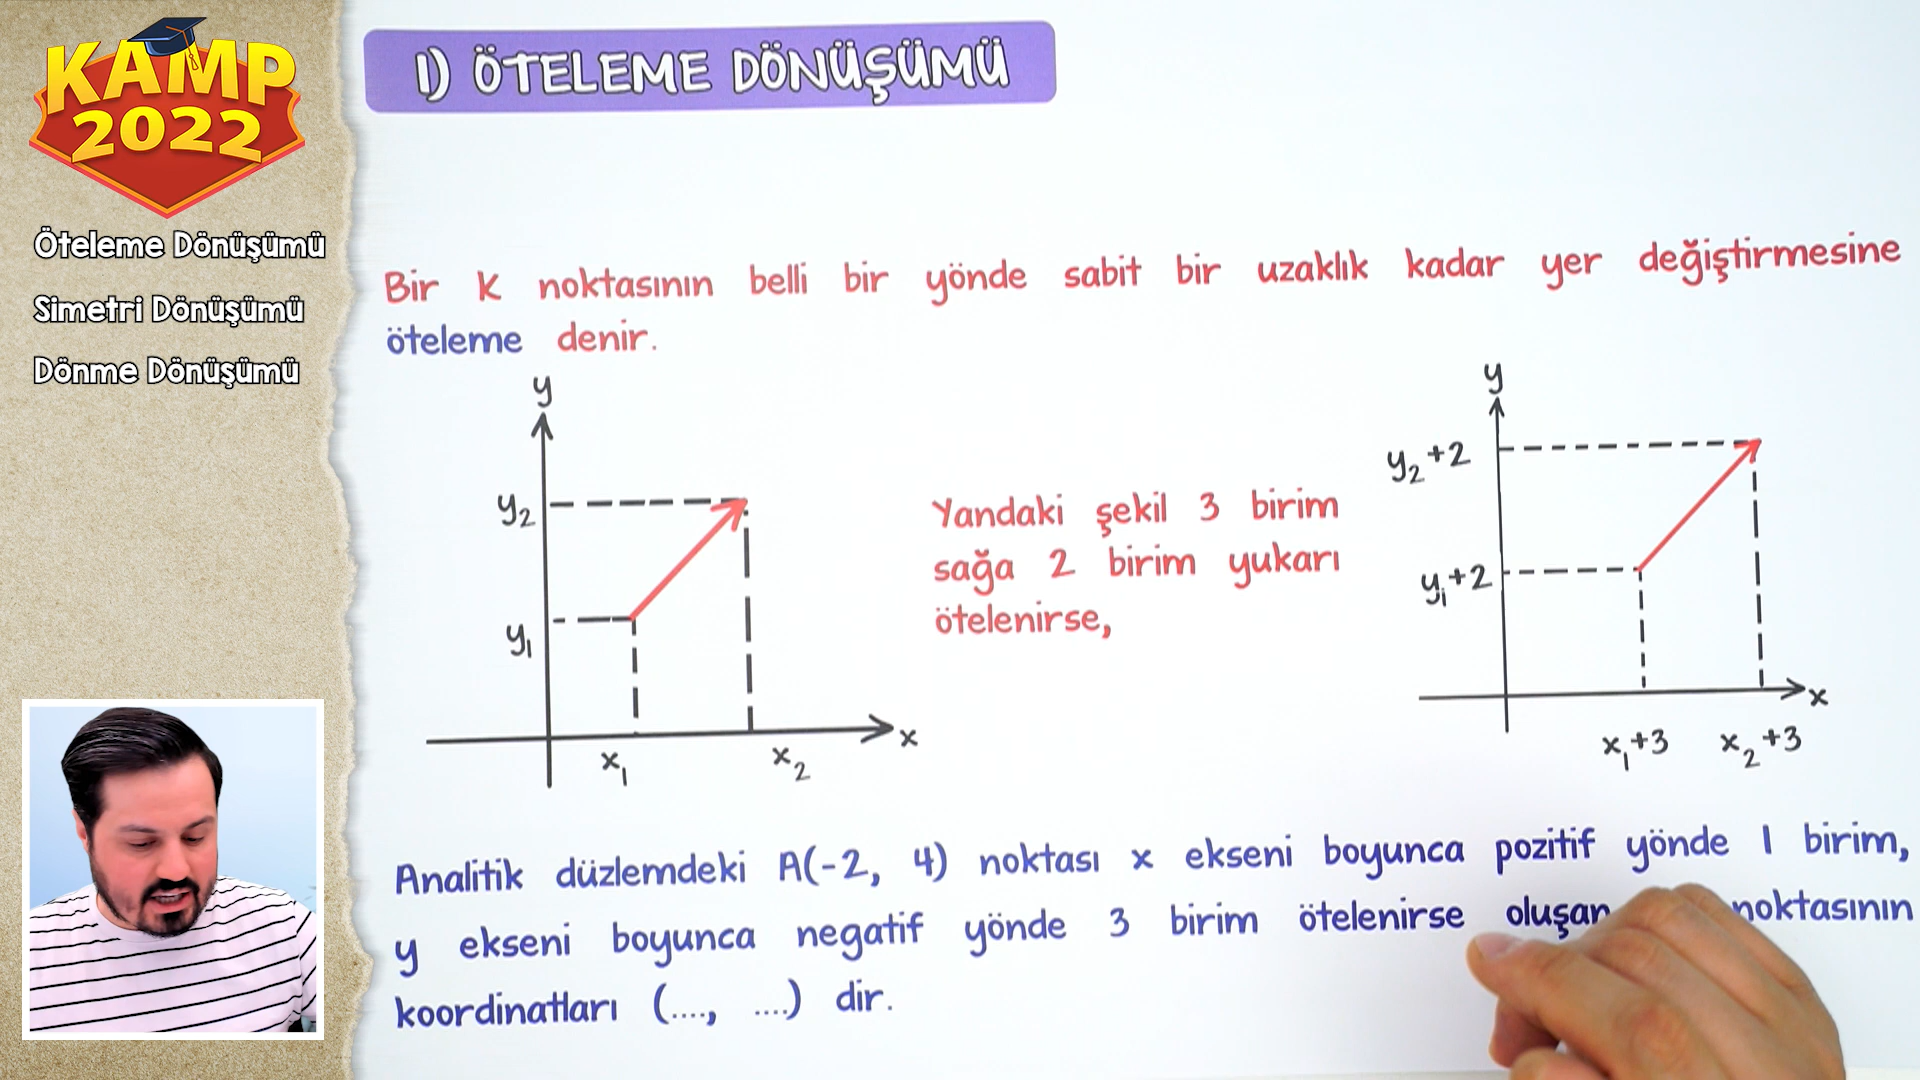 KAMP
2022
Öteleme Dönüşümü
Simetri Dönüşümü
Dönme Dönüşümü
1) ÖTELEME DÖNÜŞÜMÜ
Bir K noktasının belli bir yönde sabit bir uzaklık kadar yer değiştirmesine
öteleme denir.
y
y₂
y₁
x₁
x₂
x
Yandaki şekil 3 birim
sağa 2 birim yukarı
ötelenirse,
y
y₂+2
y₁+2
x
x₁+3
x₂+3
Analitik düzlemdeki A(-2, 4) noktası x ekseni boyunca pozitif yönde 1 birim,
y ekseni boyunca negatif yönde 3 birim ötelenirse oluşan noktasının
koordinatları (...., ....) dir.